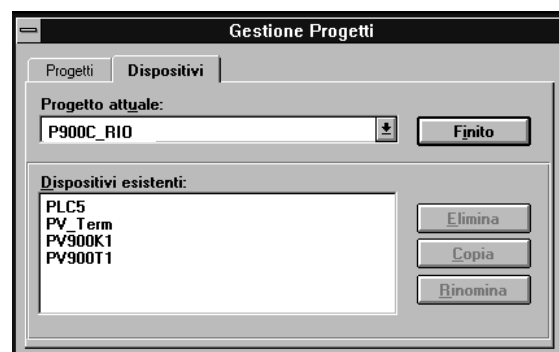 Gestione Progetti
Progetti Dispositivi
Progetto attuale:
P900C_RIO
Finito
Dispositivi esistenti:
PLC5
PV_Term
PV900K1
PV900T1
Elimina
Copia
Rinomina